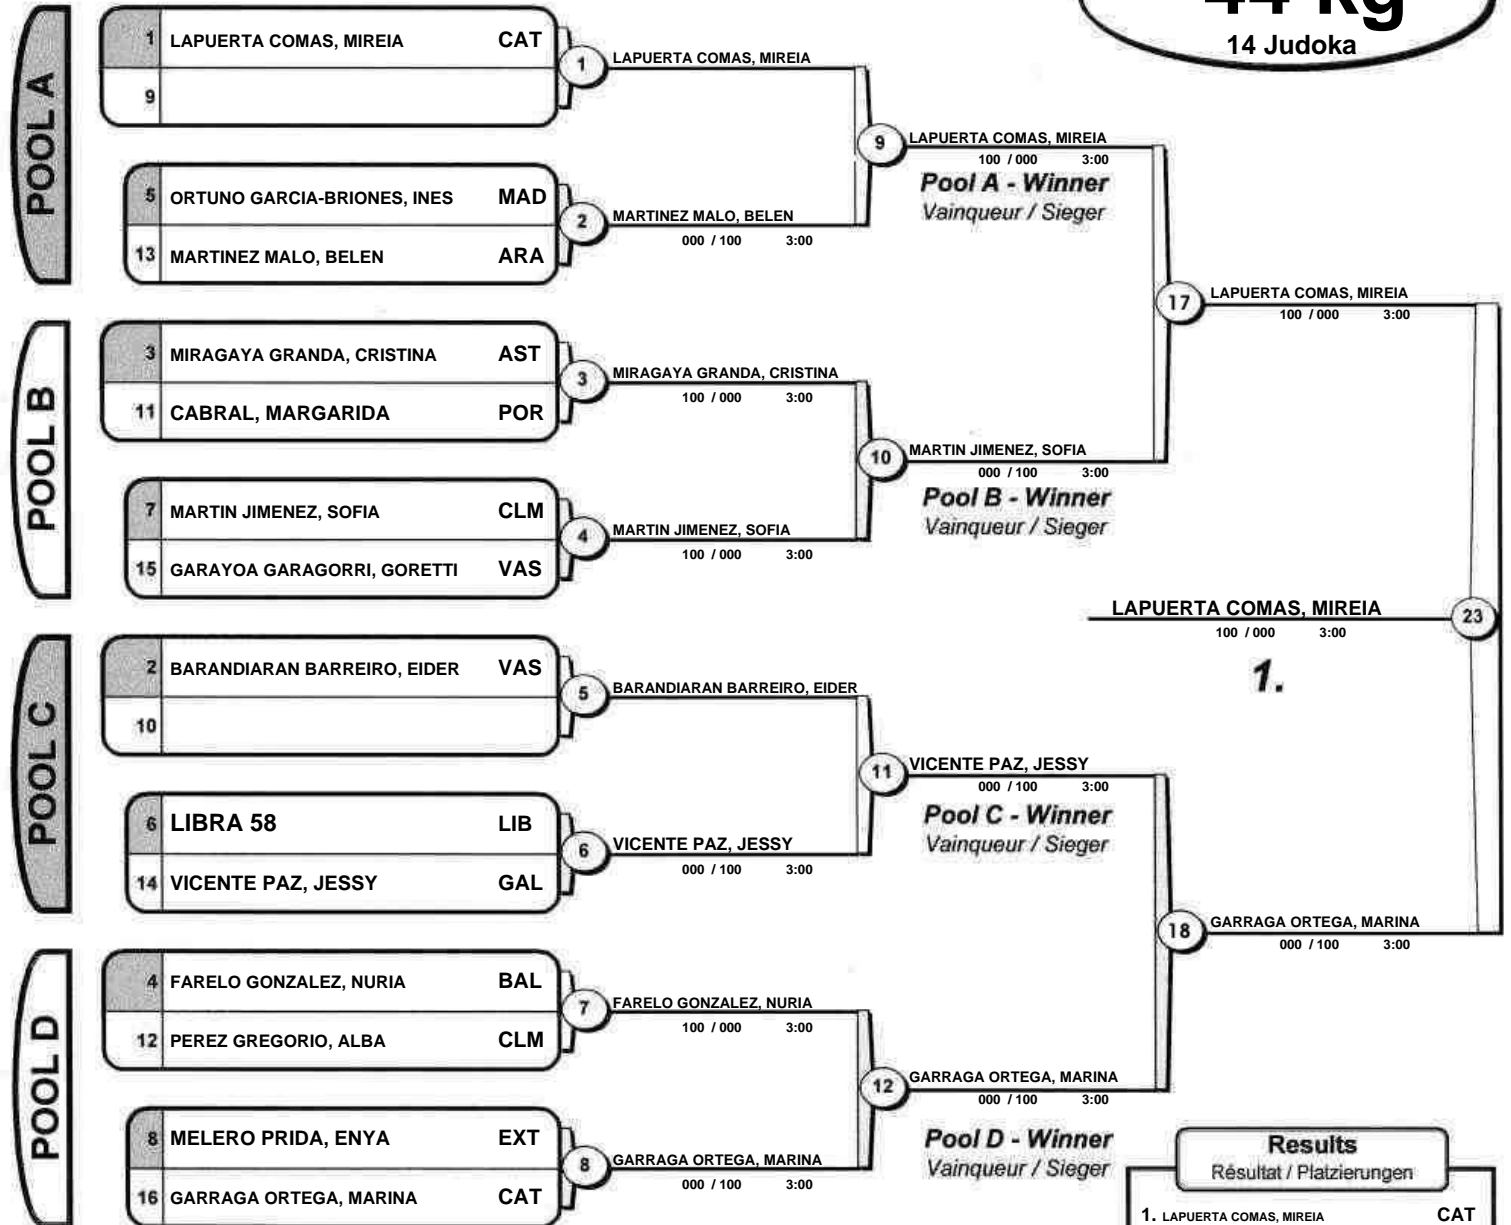 44 kg
14 Judoka
POOL A
1 LAPUERTA COMAS, MIREIA CAT
9
1 LAPUERTA COMAS, MIREIA
5 ORTUNO GARCIA-BRIONES, INES MAD
13 MARTINEZ MALO, BELEN ARA
2 MARTINEZ MALO, BELEN
000 / 100 3:00
9 LAPUERTA COMAS, MIREIA
100 / 000 3:00
Pool A - Winner
Vainqueur / Sieger
POOL B
3 MIRAGAYA GRANDA, CRISTINA AST
11 CABRAL, MARGARIDA POR
3 MIRAGAYA GRANDA, CRISTINA
100 / 000 3:00
7 MARTIN JIMENEZ, SOFIA CLM
15 GARAYOA GARAGORRI, GORETTI VAS
4 MARTIN JIMENEZ, SOFIA
100 / 000 3:00
10 MARTIN JIMENEZ, SOFIA
000 / 100 3:00
Pool B - Winner
Vainqueur / Sieger
17 LAPUERTA COMAS, MIREIA
100 / 000 3:00
LAPUERTA COMAS, MIREIA 23
100 / 000 3:00
1.
POOL C
2 BARANDIARAN BARREIRO, EIDER VAS
10
5 BARANDIARAN BARREIRO, EIDER
6 LIBRA 58 LIB
14 VICENTE PAZ, JESSY GAL
6 VICENTE PAZ, JESSY
000 / 100 3:00
11 VICENTE PAZ, JESSY
000 / 100 3:00
Pool C - Winner
Vainqueur / Sieger
POOL D
4 FARELO GONZALEZ, NURIA BAL
12 PEREZ GREGORIO, ALBA CLM
7 FARELO GONZALEZ, NURIA
100 / 000 3:00
8 MELERO PRIDA, ENYA EXT
16 GARRAGA ORTEGA, MARINA CAT
8 GARRAGA ORTEGA, MARINA
000 / 100 3:00
12 GARRAGA ORTEGA, MARINA
000 / 100 3:00
Pool D - Winner
Vainqueur / Sieger
18 GARRAGA ORTEGA, MARINA
000 / 100 3:00
Results
Résultat / Platzierungen
1. LAPUERTA COMAS, MIREIA CAT